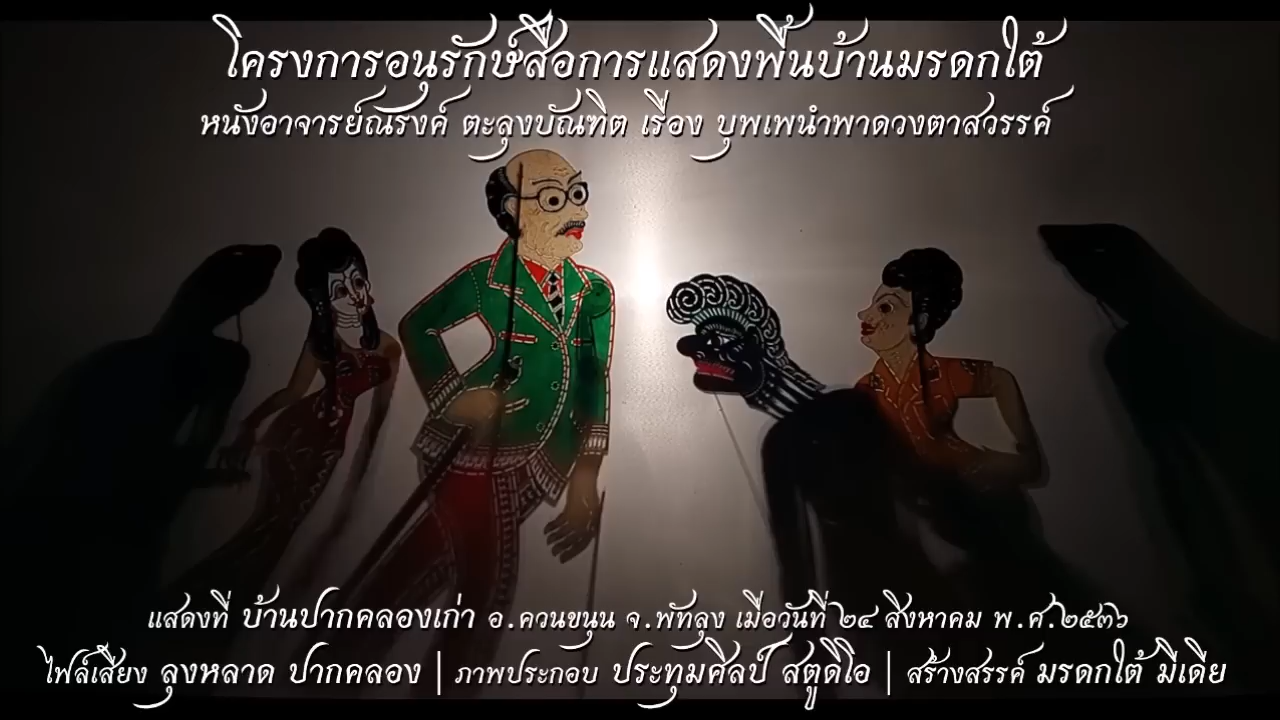 โครงการอนุรักษ์สื่อการแสดงพื้นบ้านมรดกใต้
หนังอาจารย์ณรงค์ ตะลุงบัณฑิต เรื่อง บุพเพนำพาดวงตาสวรรค์
แสดงที่ บ้านปากคลองเก่า อ.ควนขนุน จ.พัทลุง เมื่อวันที่ ๒๔ สิงหาคม พ.ศ.๒๕๓๖
ไฟล์เสียง ลุงหลาด ปากคลอง | ภาพประกอบ ประทุมศิลป์ สตูดิโอ | สร้างสรรค์ มรดกใต้ มีเดีย